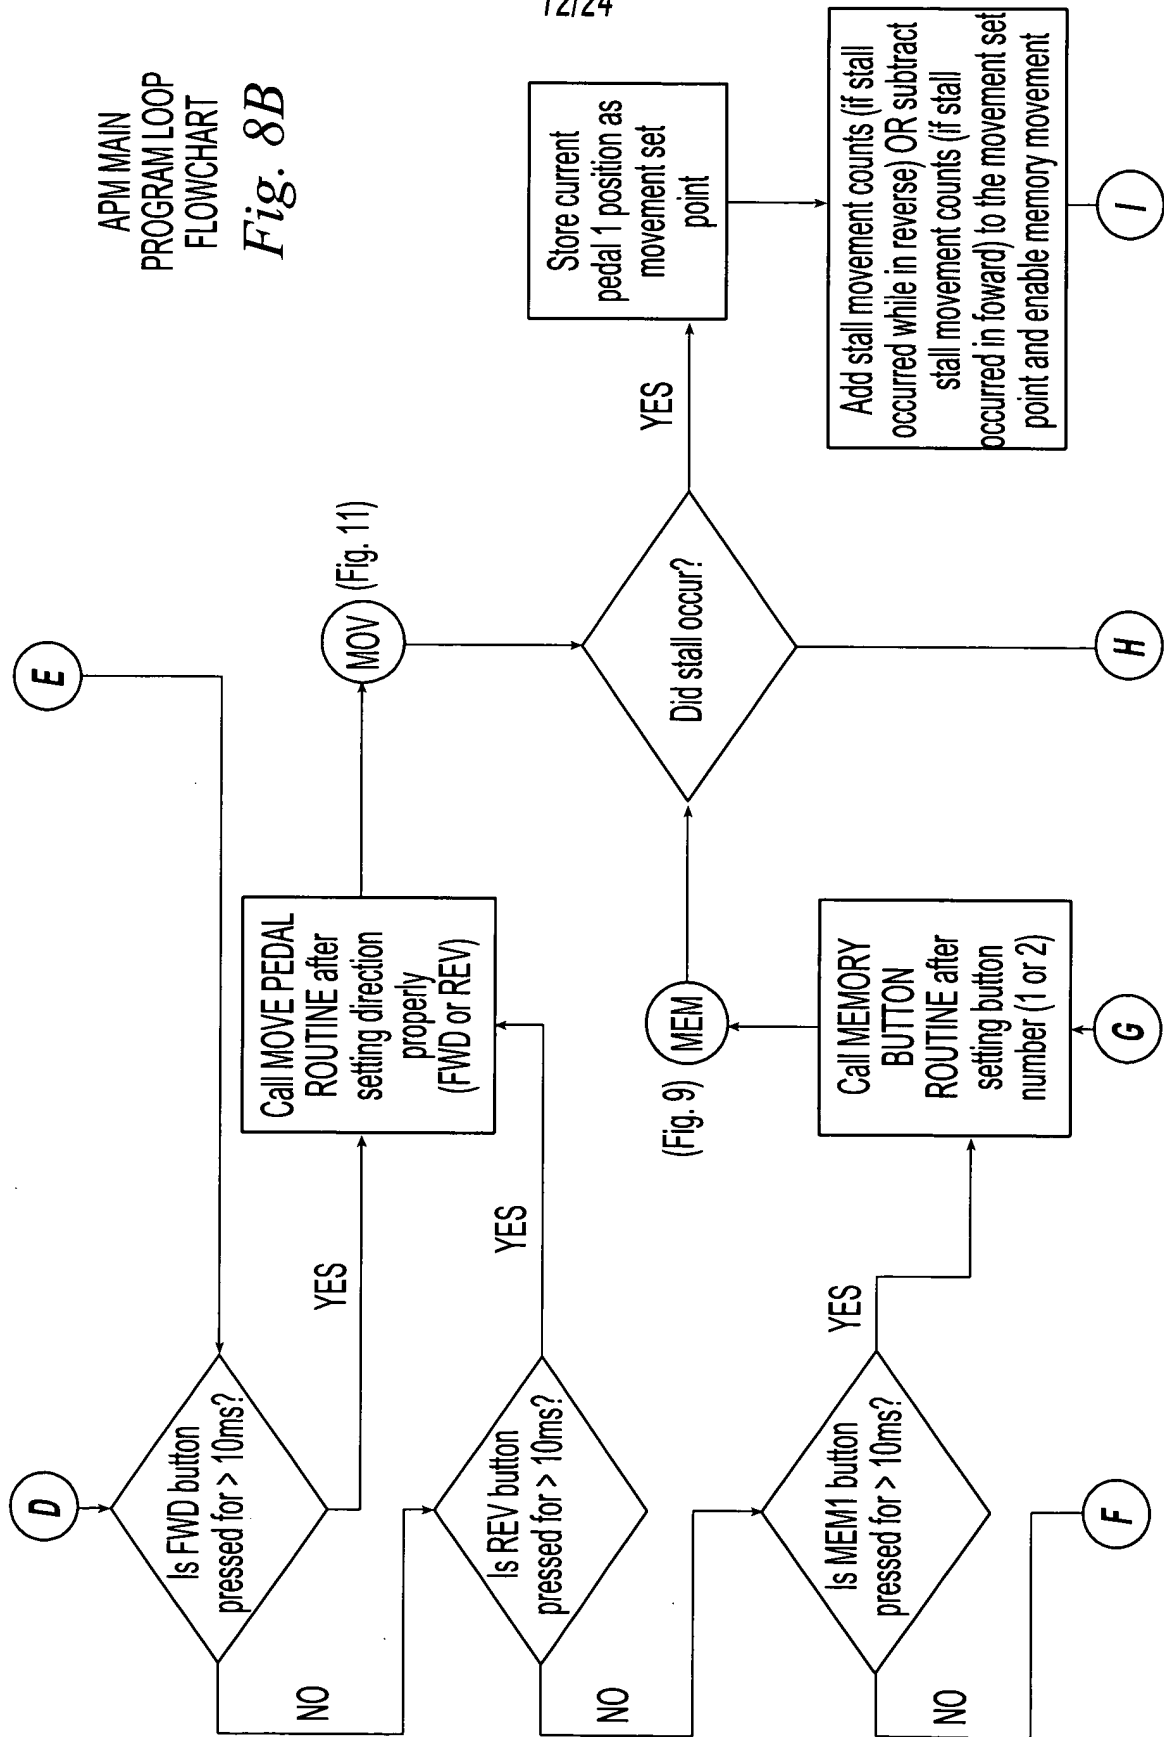 12/24
APM MAIN
PROGRAM LOOP
FLOWCHART
Fig. 8B
D
E
Is FWD button
pressed for > 10ms?
YES
NO
Call MOVE PEDAL
ROUTINE after
setting direction
properly
(FWD or REV)
MOV
(Fig. 11)
Is REV button
pressed for > 10ms?
YES
NO
Is MEM1 button
pressed for > 10ms?
YES
NO
F
Call MEMORY
BUTTON
ROUTINE after
setting button
number (1 or 2)
G
(Fig. 9)
MEM
Did stall occur?
YES
H
Store current
pedal 1 position as
movement set
point
Add stall movement counts (if stall
occurred while in reverse) OR subtract
stall movement counts (if stall
occurred in foward) to the movement set
point and enable memory movement
I